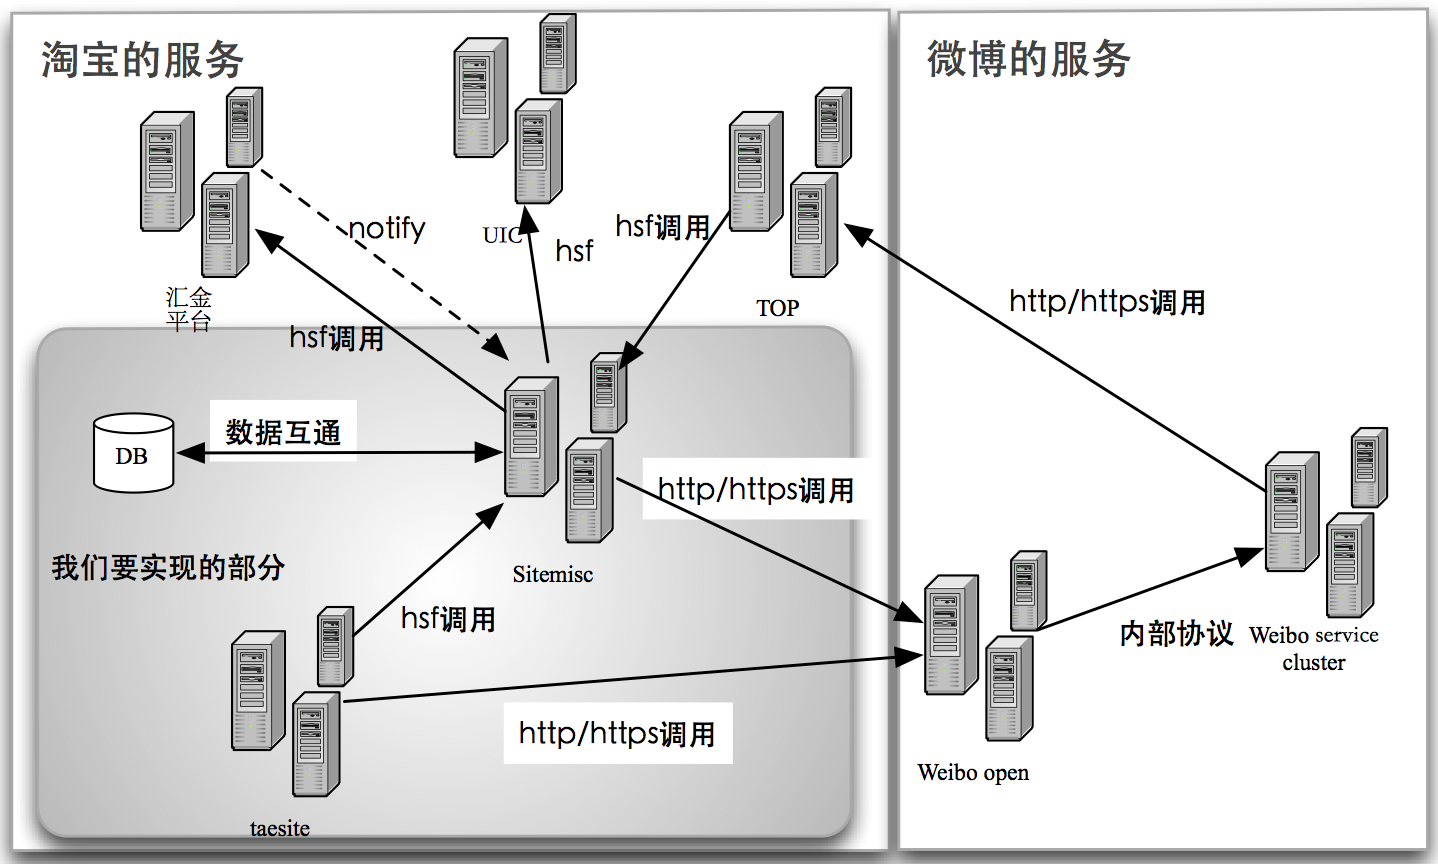 淘宝的服务
微博的服务
notify
UIC
hsf
hsf调用
汇金
平台
TOP
http/https调用
hsf调用
数据互通
DB
http/https调用
我们要实现的部分
Sitemisc
hsf调用
内部协议
Weibo service
cluster
http/https调用
Weibo open
taesite